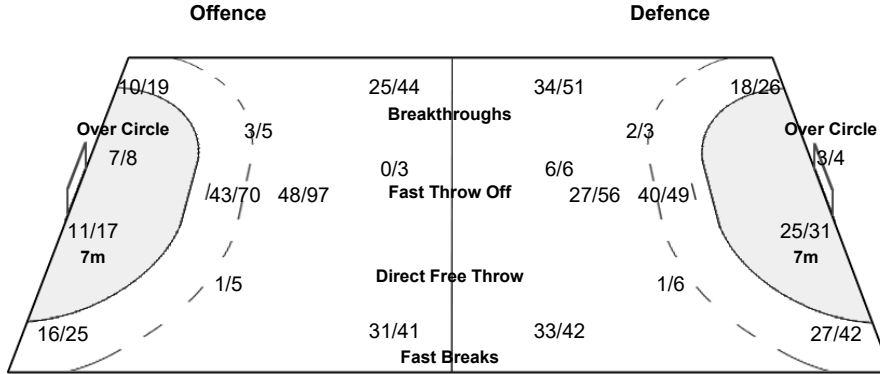 Offence Defence
10/19 25/44 34/51 18/26
Breakthroughs
Over Circle 3/5 2/3 Over Circle
7/8 3/4
0/3 6/6
43/70 48/97 Fast Throw Off 27/56 40/49
11/17 25/31
7m 7m
Direct Free Throw
1/5 1/6
16/25 31/41 33/42 27/42
Fast Breaks